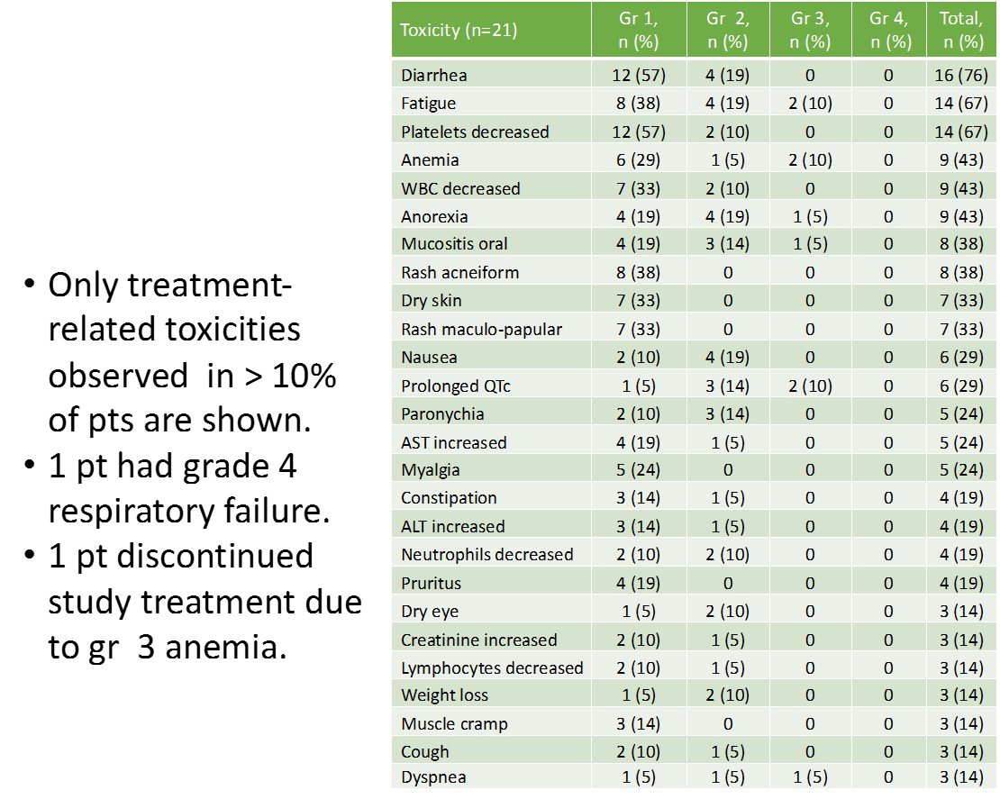 • Only treatment-
related toxicities
observed in > 10%
of pts are shown.
• 1 pt had grade 4
respiratory failure.
• 1 pt discontinued
study treatment due
to gr 3 anemia.
Toxicity (n=21) Gr 1, n (%) Gr 2, n (%) Gr 3, n (%) Gr 4, n (%) Total, n (%)
Diarrhea 12 (57) 4 (19) 0 0 16 (76)
Fatigue 8 (38) 4 (19) 2 (10) 0 14 (67)
Platelets decreased 12 (57) 2 (10) 0 0 14 (67)
Anemia 6 (29) 1 (5) 2 (10) 0 9 (43)
WBC decreased 7 (33) 2 (10) 0 0 9 (43)
Anorexia 4 (19) 4 (19) 1 (5) 0 9 (43)
Mucositis oral 4 (19) 3 (14) 1 (5) 0 8 (38)
Rash acneiform 8 (38) 0 0 0 8 (38)
Dry skin 7 (33) 0 0 0 7 (33)
Rash maculo-papular 7 (33) 0 0 0 7 (33)
Nausea 2 (10) 4 (19) 0 0 6 (29)
Prolonged QTc 1 (5) 3 (14) 2 (10) 0 6 (29)
Paronychia 2 (10) 3 (14) 0 0 5 (24)
AST increased 4 (19) 1 (5) 0 0 5 (24)
Myalgia 5 (24) 0 0 0 5 (24)
Constipation 3 (14) 1 (5) 0 0 4 (19)
ALT increased 3 (14) 1 (5) 0 0 4 (19)
Neutrophils decreased 2 (10) 2 (10) 0 0 4 (19)
Pruritus 4 (19) 0 0 0 4 (19)
Dry eye 1 (5) 2 (10) 0 0 3 (14)
Creatinine increased 2 (10) 1 (5) 0 0 3 (14)
Lymphocytes decreased 2 (10) 1 (5) 0 0 3 (14)
Weight loss 1 (5) 2 (10) 0 0 3 (14)
Muscle cramp 3 (14) 0 0 0 3 (14)
Cough 2 (10) 1 (5) 0 0 3 (14)
Dyspnea 1 (5) 1 (5) 1 (5) 0 3 (14)